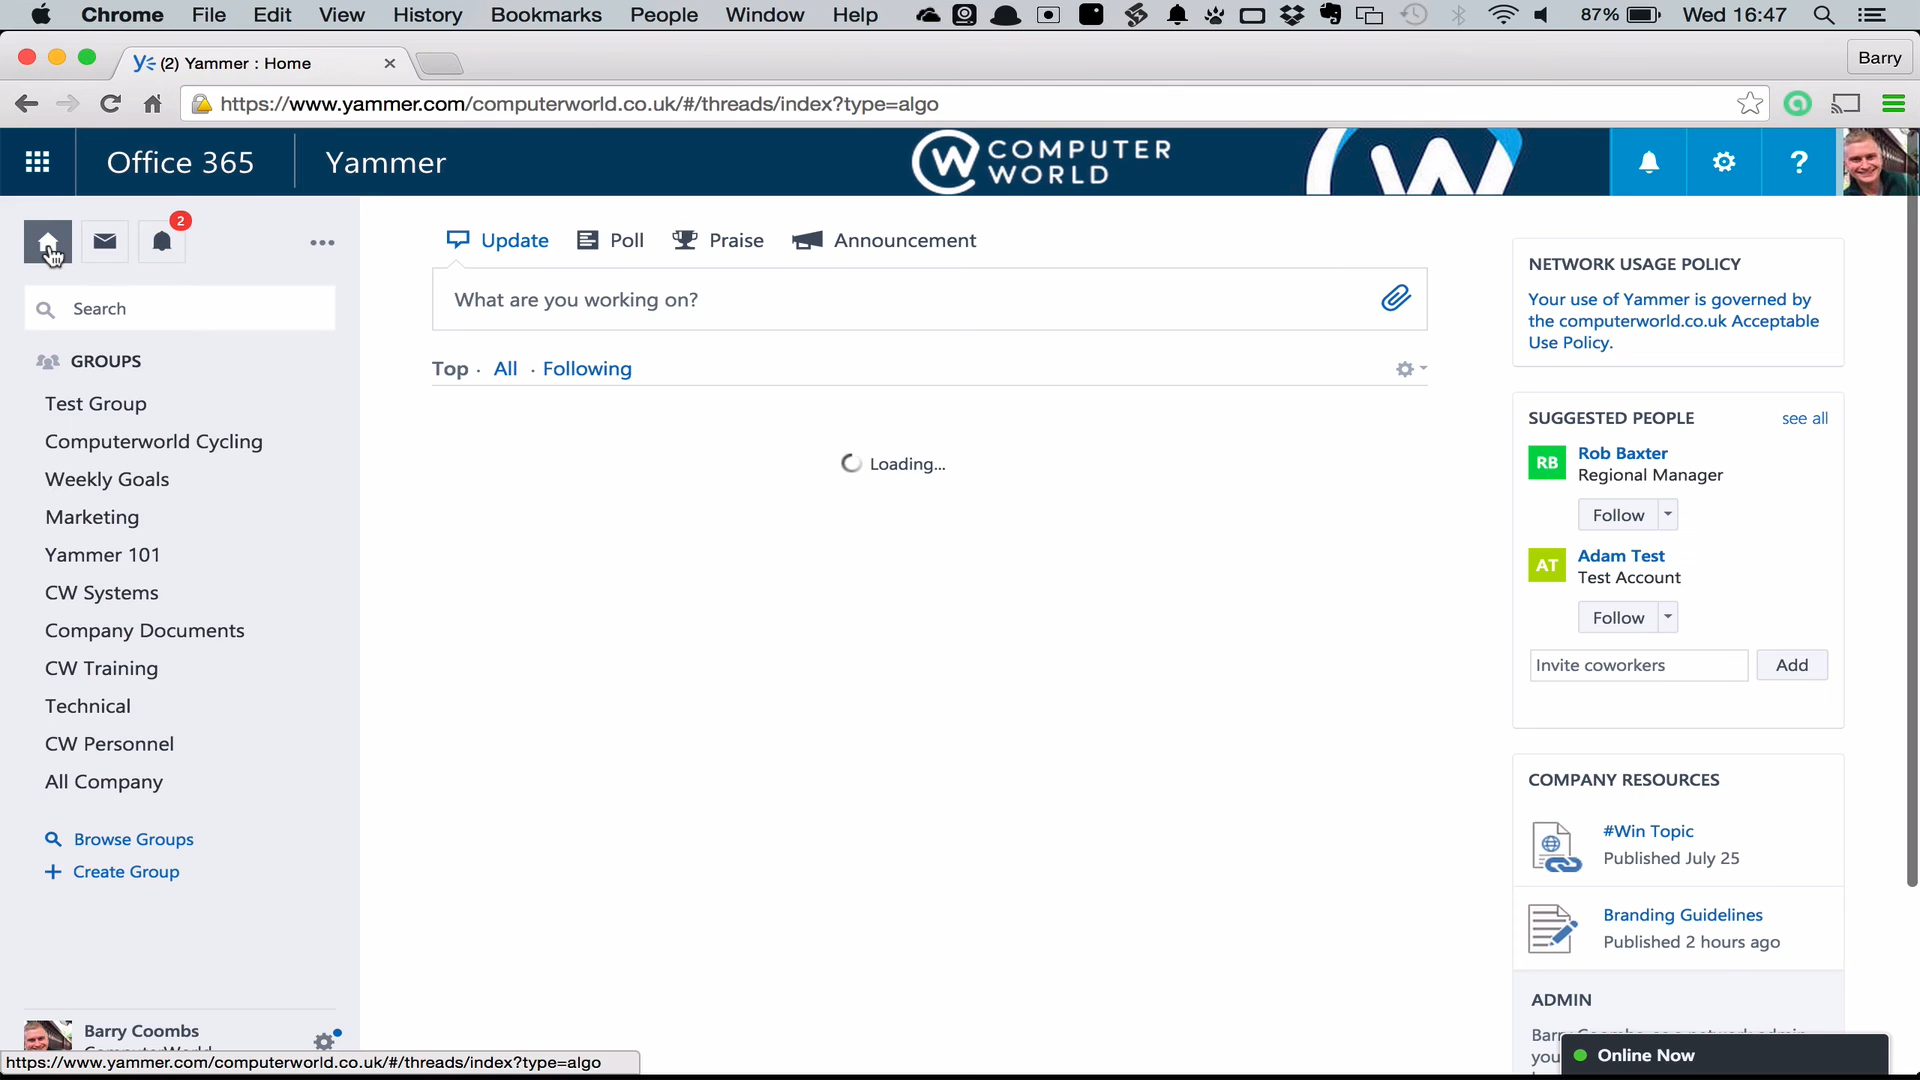 Chrome File Edit View History Bookmarks People Window Help 87% Wed 16:47
(2) Yammer : Home
Barry
https://www.yammer.com/computerworld.co.uk/#/threads/index?type=algo
Office 365 Yammer
COMPUTER
WORLD
?
2
Update Poll Praise Announcement
Search
What are you working on?
GROUPS
Test Group
Computerworld Cycling
Weekly Goals
Marketing
Yammer 101
CW Systems
Company Documents
CW Training
Technical
CW Personnel
All Company
Browse Groups
Create Group
Barry Coombs
ComputerWorld
Top · All · Following
Loading...
NETWORK USAGE POLICY
Your use of Yammer is governed by
the computerworld.co.uk Acceptable
Use Policy.
SUGGESTED PEOPLE see all
RB
Rob Baxter
Regional Manager
Follow
AT
Adam Test
Test Account
Follow
Invite coworkers Add
COMPANY RESOURCES
#Win Topic
Published July 25
Branding Guidelines
Published 2 hours ago
ADMIN
Online Now
https://www.yammer.com/computerworld.co.uk/#/threads/index?type=algo